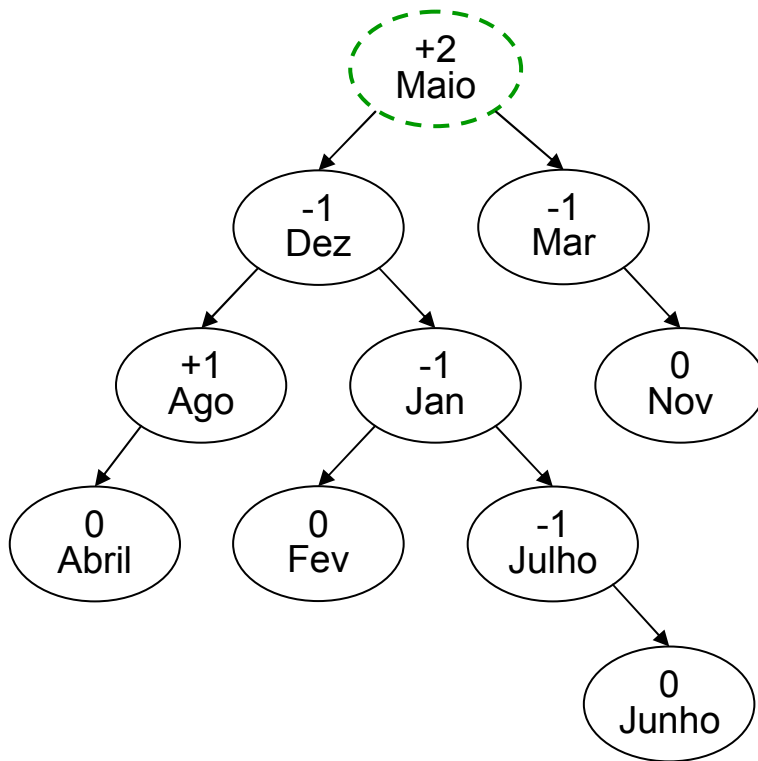 +2
Maio
-1
Dez
-1
Mar
+1
Ago
-1
Jan
0
Nov
0
Abril
0
Fev
-1
Julho
0
Junho